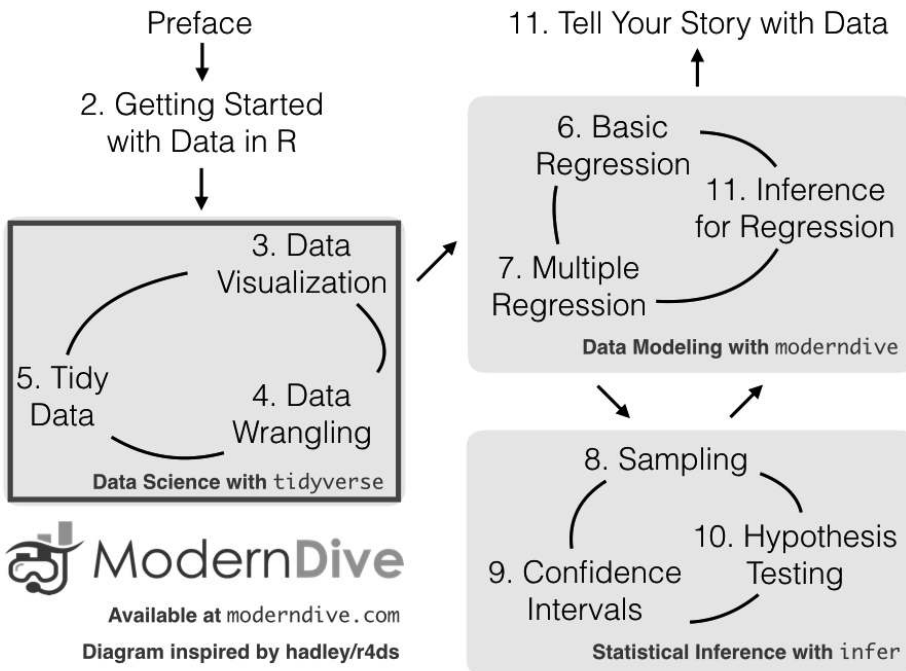 Preface
2. Getting Started
with Data in R
3. Data
Visualization
5. Tidy
Data
4. Data
Wrangling
Data Science with tidyverse
ModernDive
Available at moderndive.com
Diagram inspired by hadley/r4ds
11. Tell Your Story with Data
6. Basic
Regression
11. Inference
for Regression
7. Multiple
Regression
Data Modeling with moderndive
8. Sampling
10. Hypothesis
Testing
9. Confidence
Intervals
Statistical Inference with infer